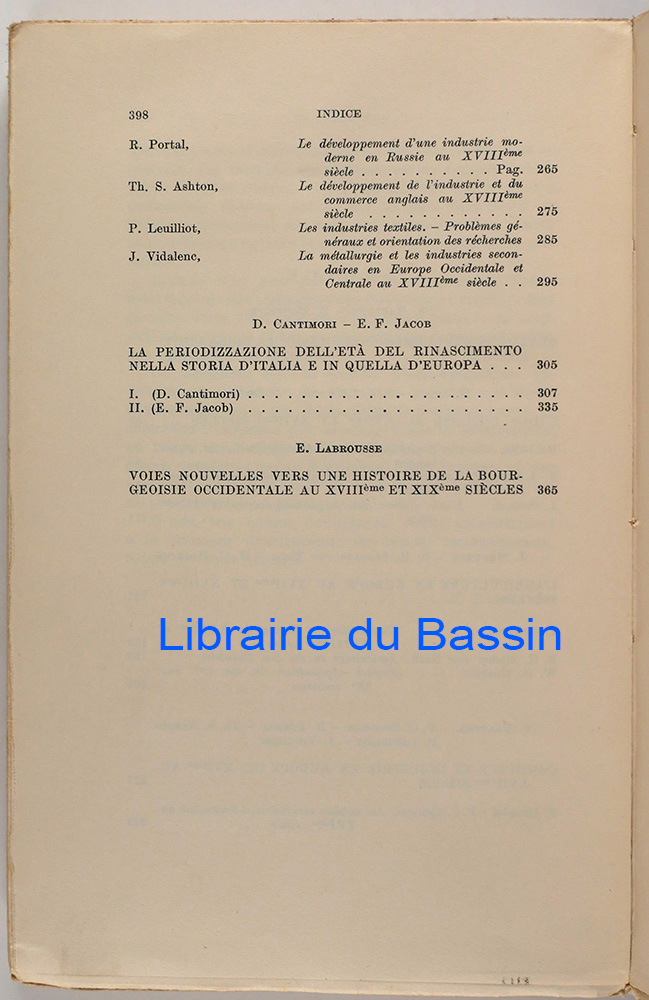 398 INDICE
R. Portal, Le développement d'une industrie mo-
derne en Russie au XVIIIème
siècle . . . . . . . . . . Pag. 265
Th. S. Ashton, Le développement de l'industrie et du
commerce anglais au XVIIIème
siècle . . . . . . . . . . . . 275
P. Leuilliot, Les industries textiles. – Problèmes gé-
néraux et orientation des récherches 285
J. Vidalenc, La métallurgie et les industries secon-
daires en Europe Occidentale et
Centrale au XVIIIème siècle . . 295
D. Cantimori – E. F. Jacob
LA PERIODIZZAZIONE DELL'ETÀ DEL RINASCIMENTO
NELLA STORIA D'ITALIA E IN QUELLA D'EUROPA . . . 305
I. (D. Cantimori) . . . . . . . . . . . . . . . . . . . . . 307
II. (E. F. Jacob) . . . . . . . . . . . . . . . . . . . . . 335
E. Labrousse
VOIES NOUVELLES VERS UNE HISTOIRE DE LA BOUR-
GEOISIE OCCIDENTALE AU XVIIIème ET XIXème SIÈCLES 365
Librairie du Bassin